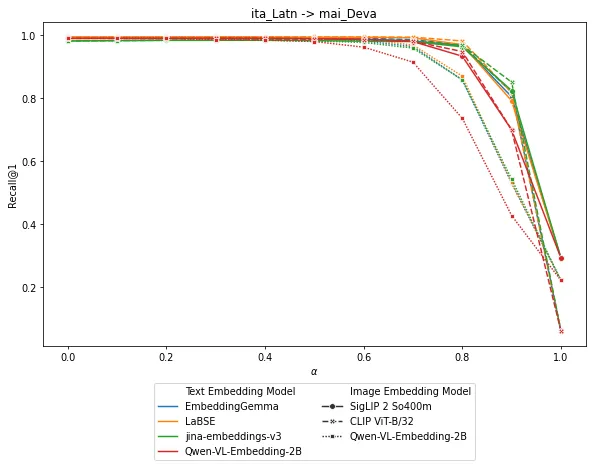 ita_Latn -> mai_Deva
Recall@1
1.0
0.8
0.6
0.4
0.2
0.0 0.2 0.4 0.6 0.8 1.0
α
Text Embedding Model
EmbeddingGemma
LaBSE
jina-embeddings-v3
Qwen-VL-Embedding-2B
Image Embedding Model
SigLIP 2 So400m
CLIP ViT-B/32
Qwen-VL-Embedding-2B